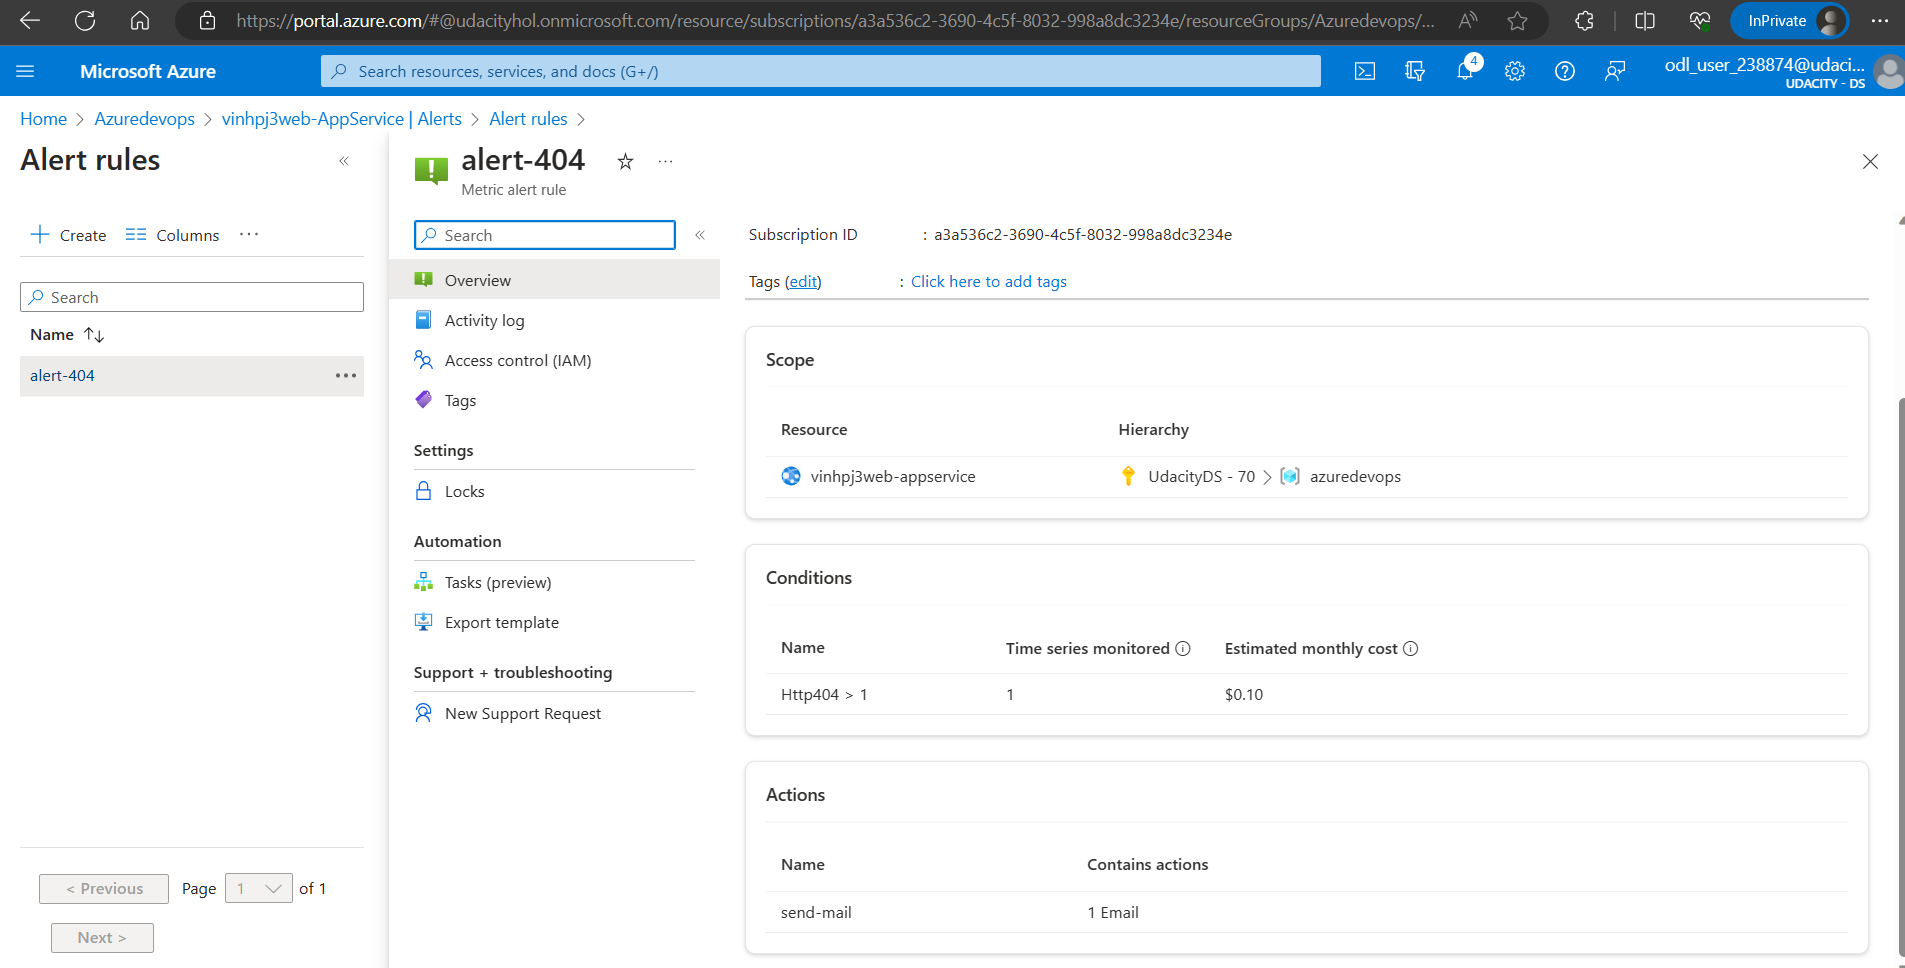 https://portal.azure.com/#@udacityhol.onmicrosoft.com/resource/subscriptions/a3a536c2-3690-4c5f-8032-998a8dc3234e/resourceGroups/Azuredevops/...
InPrivate
Microsoft Azure
Search resources, services, and docs (G+/)
4
odl_user_238874@udaci...
UDACITY - DS
Home > Azuredevops > vinhpj3web-AppService | Alerts > Alert rules >
Alert rules
Create
Columns
Search
Name
alert-404
< Previous
Page
1
of 1
Next >
alert-404
Metric alert rule
Search
Overview
Activity log
Access control (IAM)
Tags
Settings
Locks
Automation
Tasks (preview)
Export template
Support + troubleshooting
New Support Request
Subscription ID : a3a536c2-3690-4c5f-8032-998a8dc3234e
Tags (edit) : Click here to add tags
Scope
Resource Hierarchy
vinhpj3web-appservice UdacityDS - 70 > azuredevops
Conditions
Name Time series monitored Estimated monthly cost
Http404 > 1 1 $0.10
Actions
Name Contains actions
send-mail 1 Email